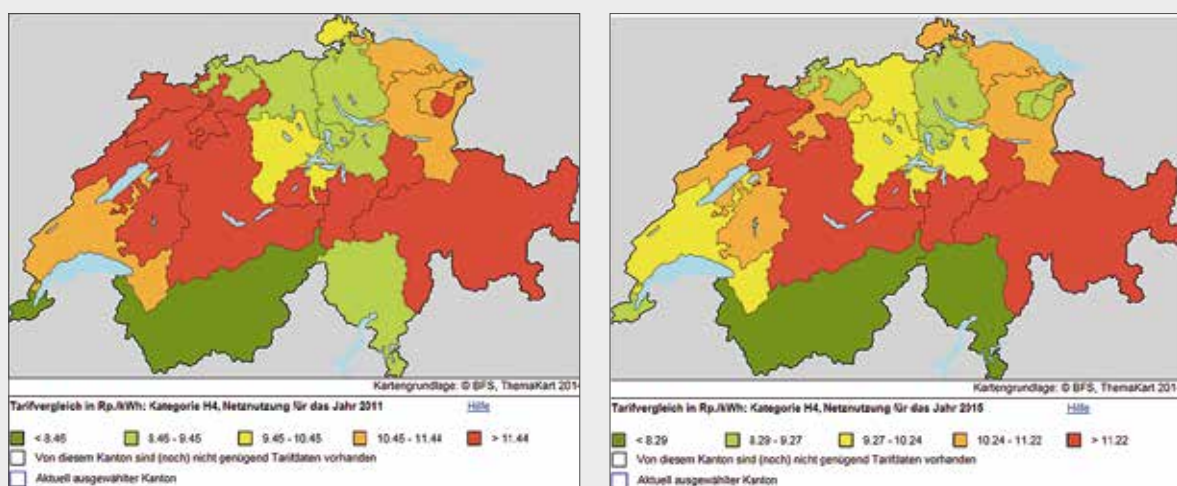 Kartengrundlage: © BFS, ThemaKart 2014
Tarifvergleich in Rp./kWh: Kategorie H4, Netznutzung für das Jahr 2011 Hilfe
< 8.45 8.45 - 9.45 9.45 - 10.45 10.45 - 11.44 > 11.44
Von diesem Kanton sind (noch) nicht genügend Tarifdaten vorhanden
Aktuell ausgewählter Kanton
Kartengrundlage: © BFS, ThemaKart 2014
Tarifvergleich in Rp./kWh: Kategorie H4, Netznutzung für das Jahr 2015 Hilfe
< 8.29 8.29 - 9.27 9.27 - 10.24 10.24 - 11.22 > 11.22
Von diesem Kanton sind (noch) nicht genügend Tarifdaten vorhanden
Aktuell ausgewählter Kanton